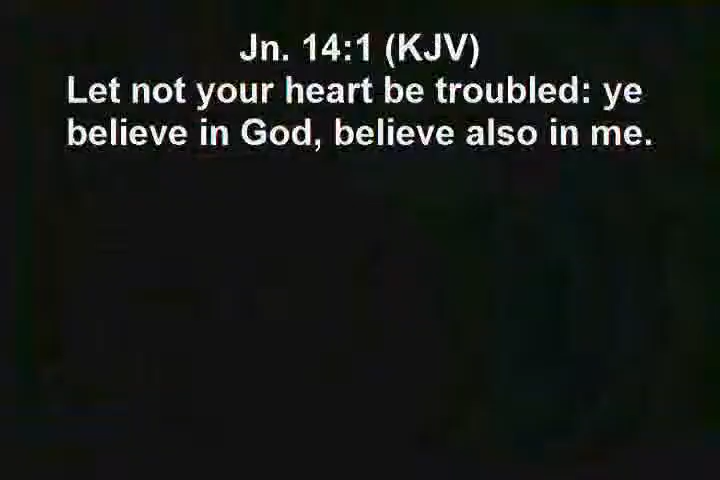 Jn. 14:1 (KJV)
Let not your heart be troubled: ye
believe in God, believe also in me.